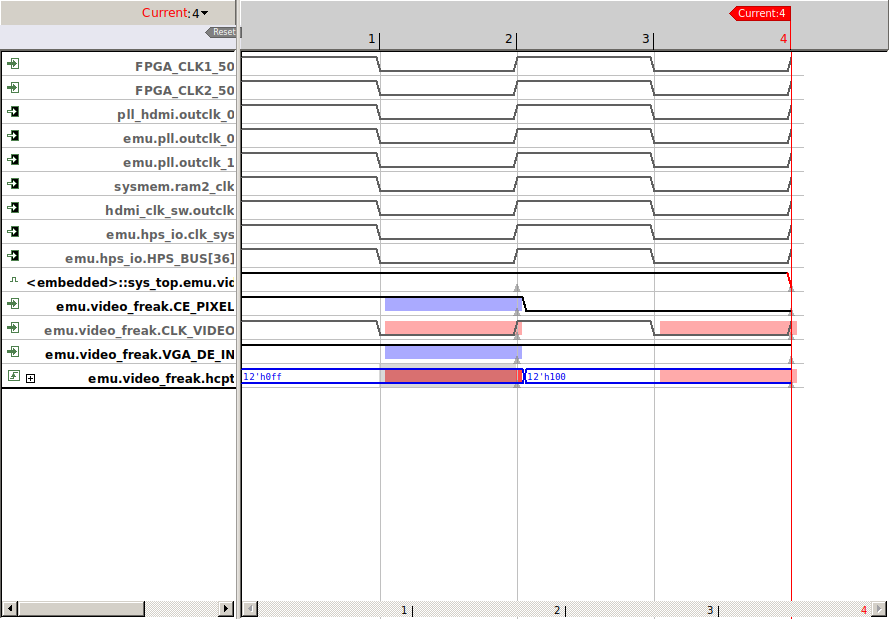 Current:4
Current:4
Reset
1 2 3 4
FPGA_CLK1_50
FPGA_CLK2_50
pll_hdmi.outclk_0
emu.pll.outclk_0
emu.pll.outclk_1
sysmem.ram2_clk
hdmi_clk_sw.outclk
emu.hps_io.clk_sys
emu.hps_io.HPS_BUS[36]
<embedded>::sys_top.emu.vid
emu.video_freak.CE_PIXEL
emu.video_freak.CLK_VIDEO
emu.video_freak.VGA_DE_IN
emu.video_freak.hcpt 12'h0ff 12'h100
1 2 3 4